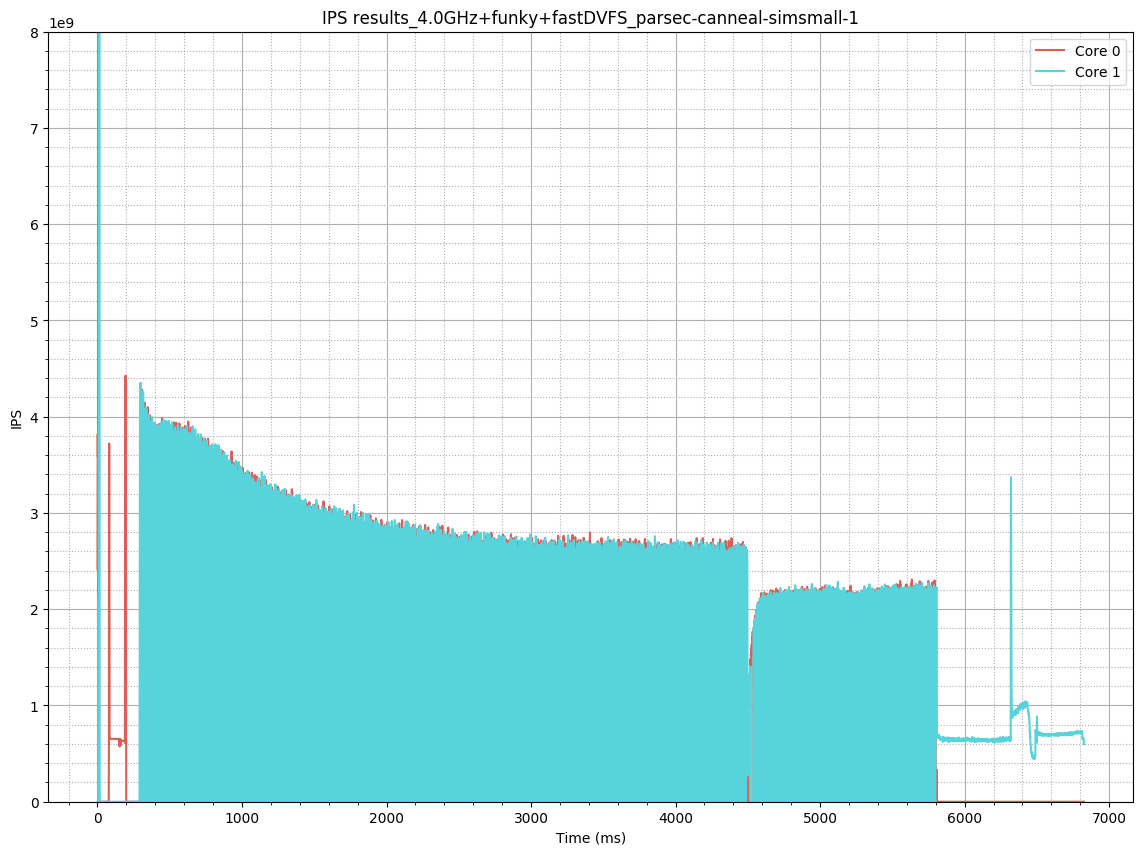 IPS results_4.0GHz+funky+fastDVFS_parsec-canneal-simsmall-1
1e9
Core 0
Core 1
8
7
6
5
4
3
2
1
0
IPS
0 1000 2000 3000 4000 5000 6000 7000
Time (ms)